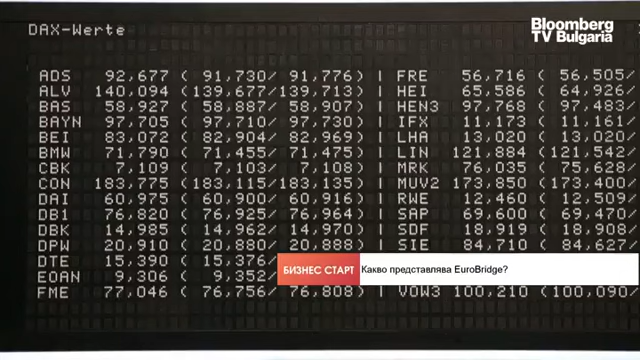 Bloomberg
TV Bulgaria
DAX-Werte
ADS 92,677 ( 91,730/ 91,776) | FRE 56,716 ( 56,505/
ALV 140,094 (139,677/139,713) | HEI 65,586 ( 64,926/
BAS 58,927 ( 58,887/ 58,907) | HEN3 97,768 ( 97,483/
BAYN 97,705 ( 97,710/ 97,730) | IFX 11,173 ( 11,161/
BEI 83,072 ( 82,904/ 82,969) | LHA 13,020 ( 13,020/
BMW 71,790 ( 71,455/ 71,475) | LIN 121,884 (121,542/
CBK 7,109 ( 7,103/ 7,108) | MRK 76,035 ( 75,628/
CON 183,775 (183,115/183,135) | MUV2 173,850 (173,400/
DAI 60,975 ( 60,900/ 60,916) | RWE 12,460 ( 12,509/
DB1 76,820 ( 76,925/ 76,964) | SAP 69,600 ( 69,470/
DBK 14,985 ( 14,962/ 14,970) | SDF 18,919 ( 18,908/
DPW 20,910 ( 20,880/ 20,888) | SIE 84,710 ( 84,627/
DTE 15,390 ( 15,376/
EOAN 9,306 ( 9,352/
FME 77,046 ( 76,756/ 76,808) | VOW3 100,210 (100,090/
БИЗНЕС СТАРТ Какво представлява EuroBridge?